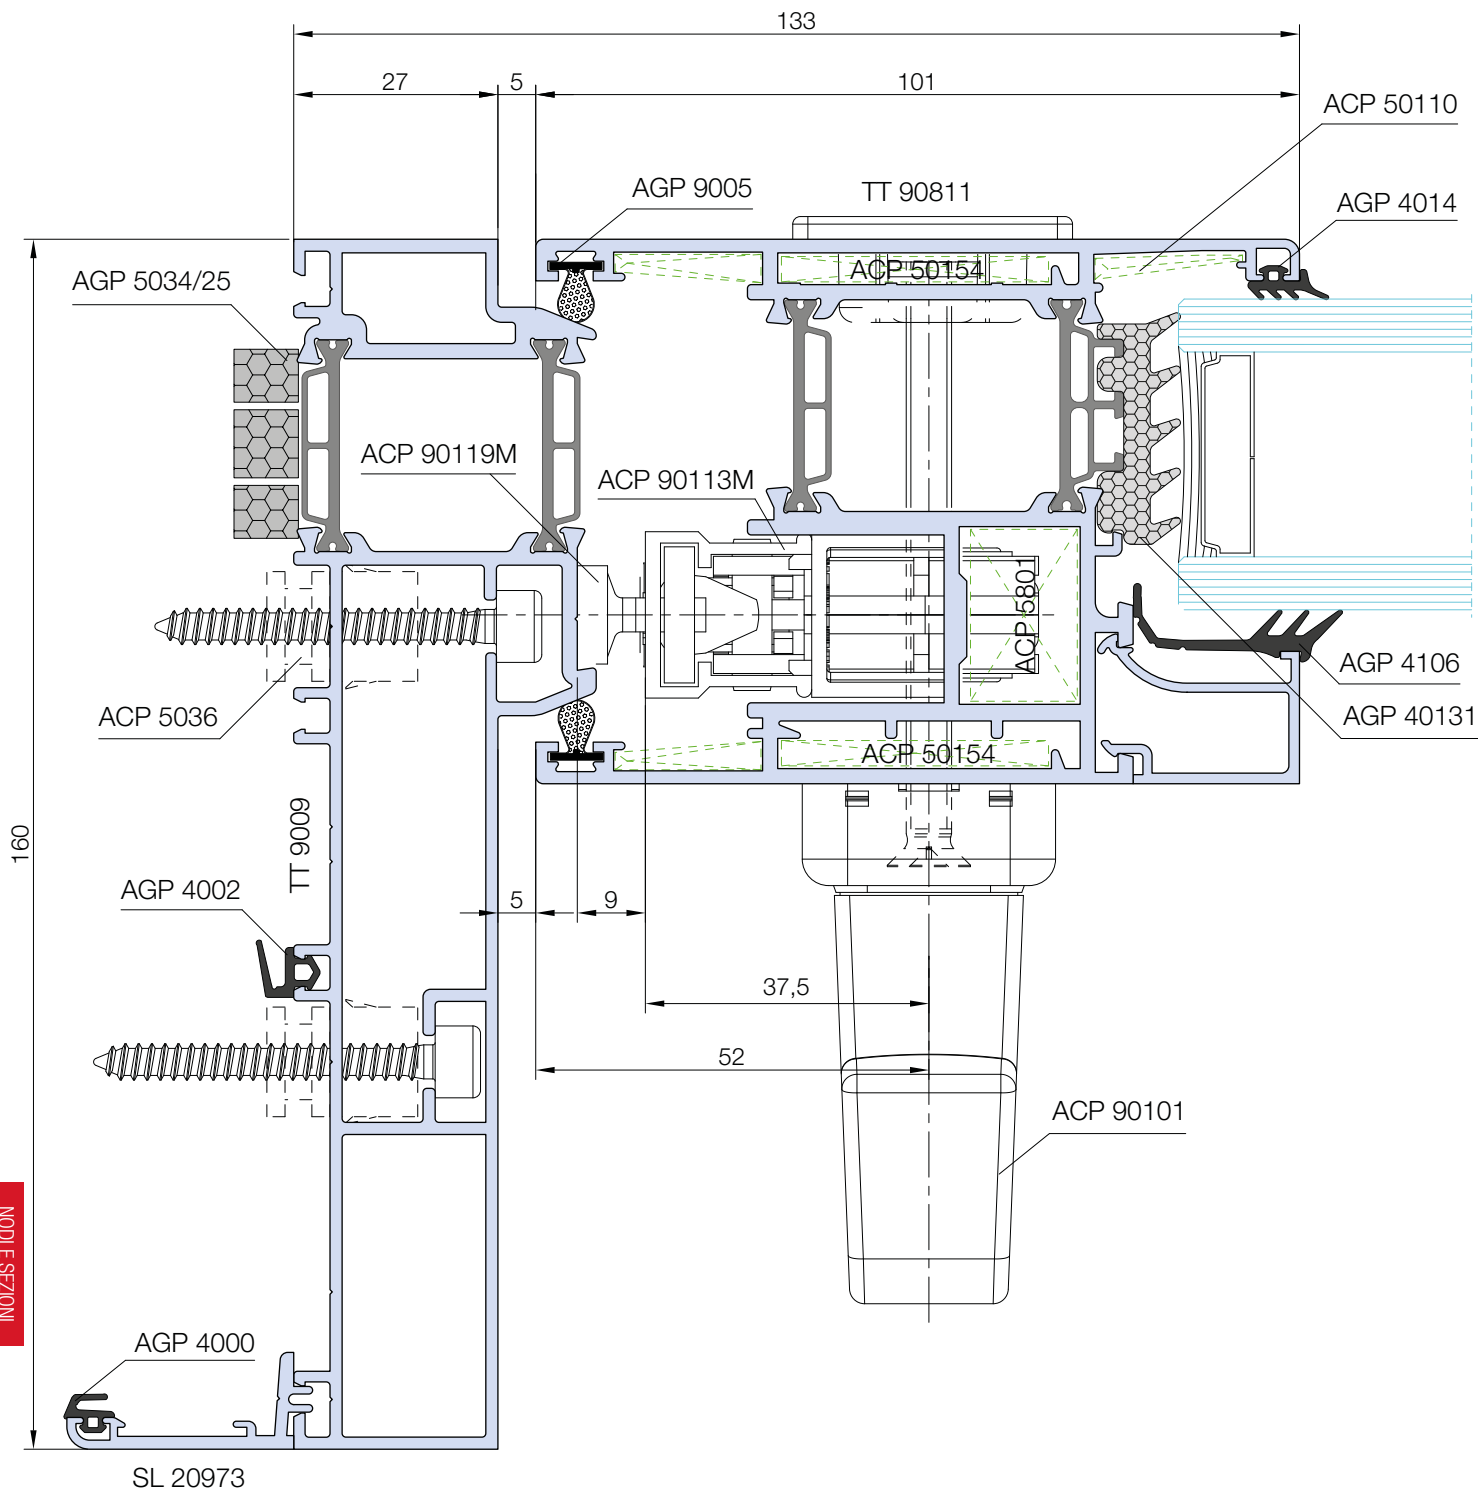 133
27
5
101
ACP 50110
AGP 9005
TT 90811
AGP 4014
AGP 5034/25
ACP 50154
ACP 90119M
ACP 90113M
ACP 5801
AGP 4106
ACP 5036
AGP 40131
ACP 50154
TT 9009
160
AGP 4002
5
9
37,5
52
ACP 90101
NODI E SEZIONI
AGP 4000
SL 20973